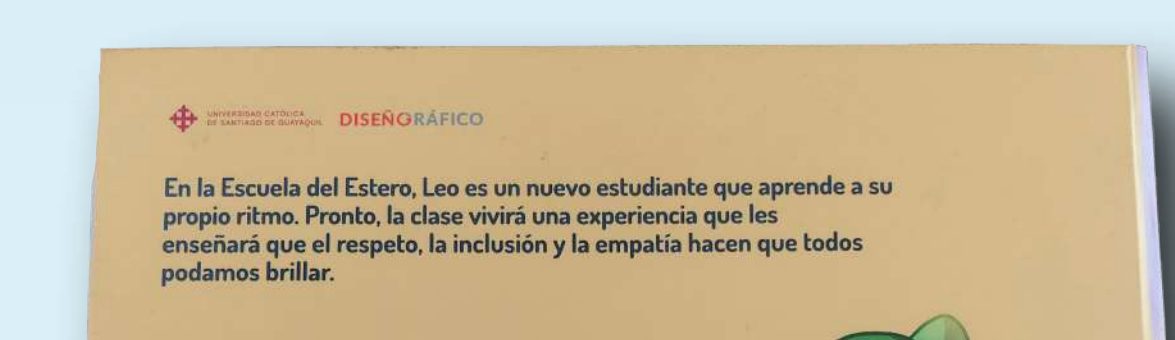 UNIVERSIDAD CATÓLICA
DE SANTIAGO DE GUAYAQUIL
DISEÑOGRÁFICO
En la Escuela del Estero, Leo es un nuevo estudiante que aprende a su
propio ritmo. Pronto, la clase vivirá una experiencia que les
enseñará que el respeto, la inclusión y la empatía hacen que todos
podamos brillar.